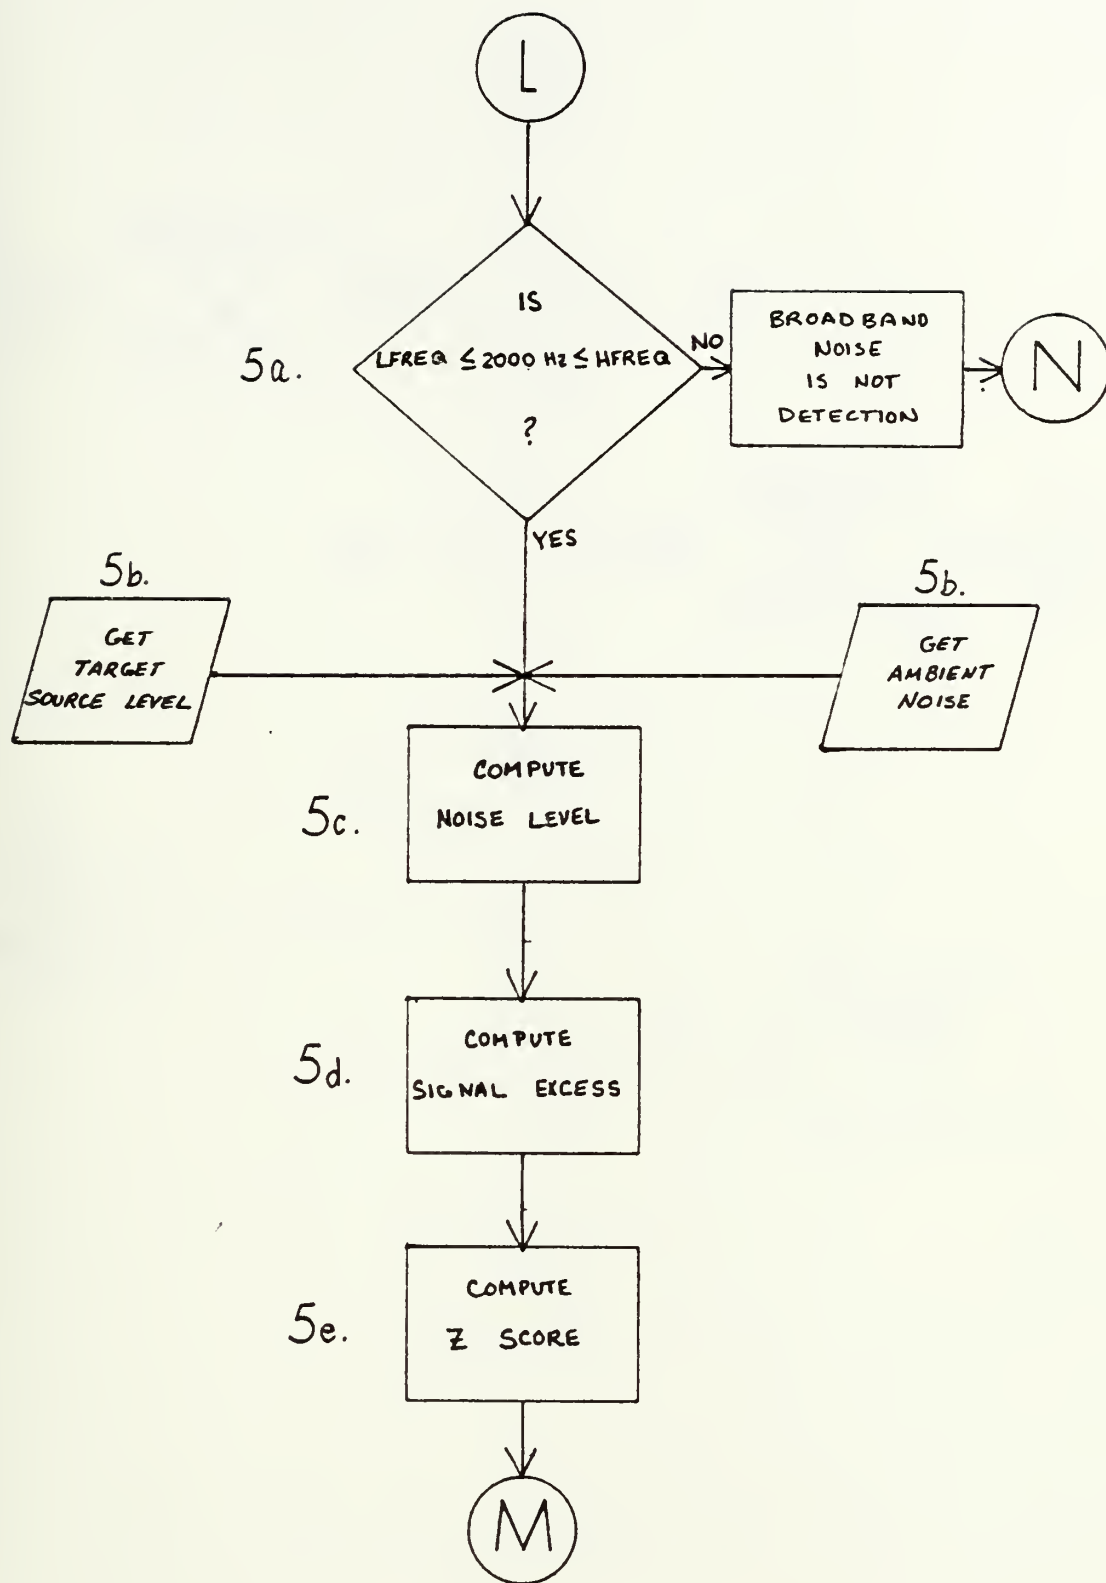 L
5a.
IS
LFREQ ≤ 2000 Hz ≤ HFREQ
?
NO
BROADBAND
NOISE
IS NOT
DETECTION
N
YES
5b.
GET
TARGET
SOURCE LEVEL
5b.
GET
AMBIENT
NOISE
5c.
COMPUTE
NOISE LEVEL
5d.
COMPUTE
SIGNAL EXCESS
5e.
COMPUTE
Z SCORE
M